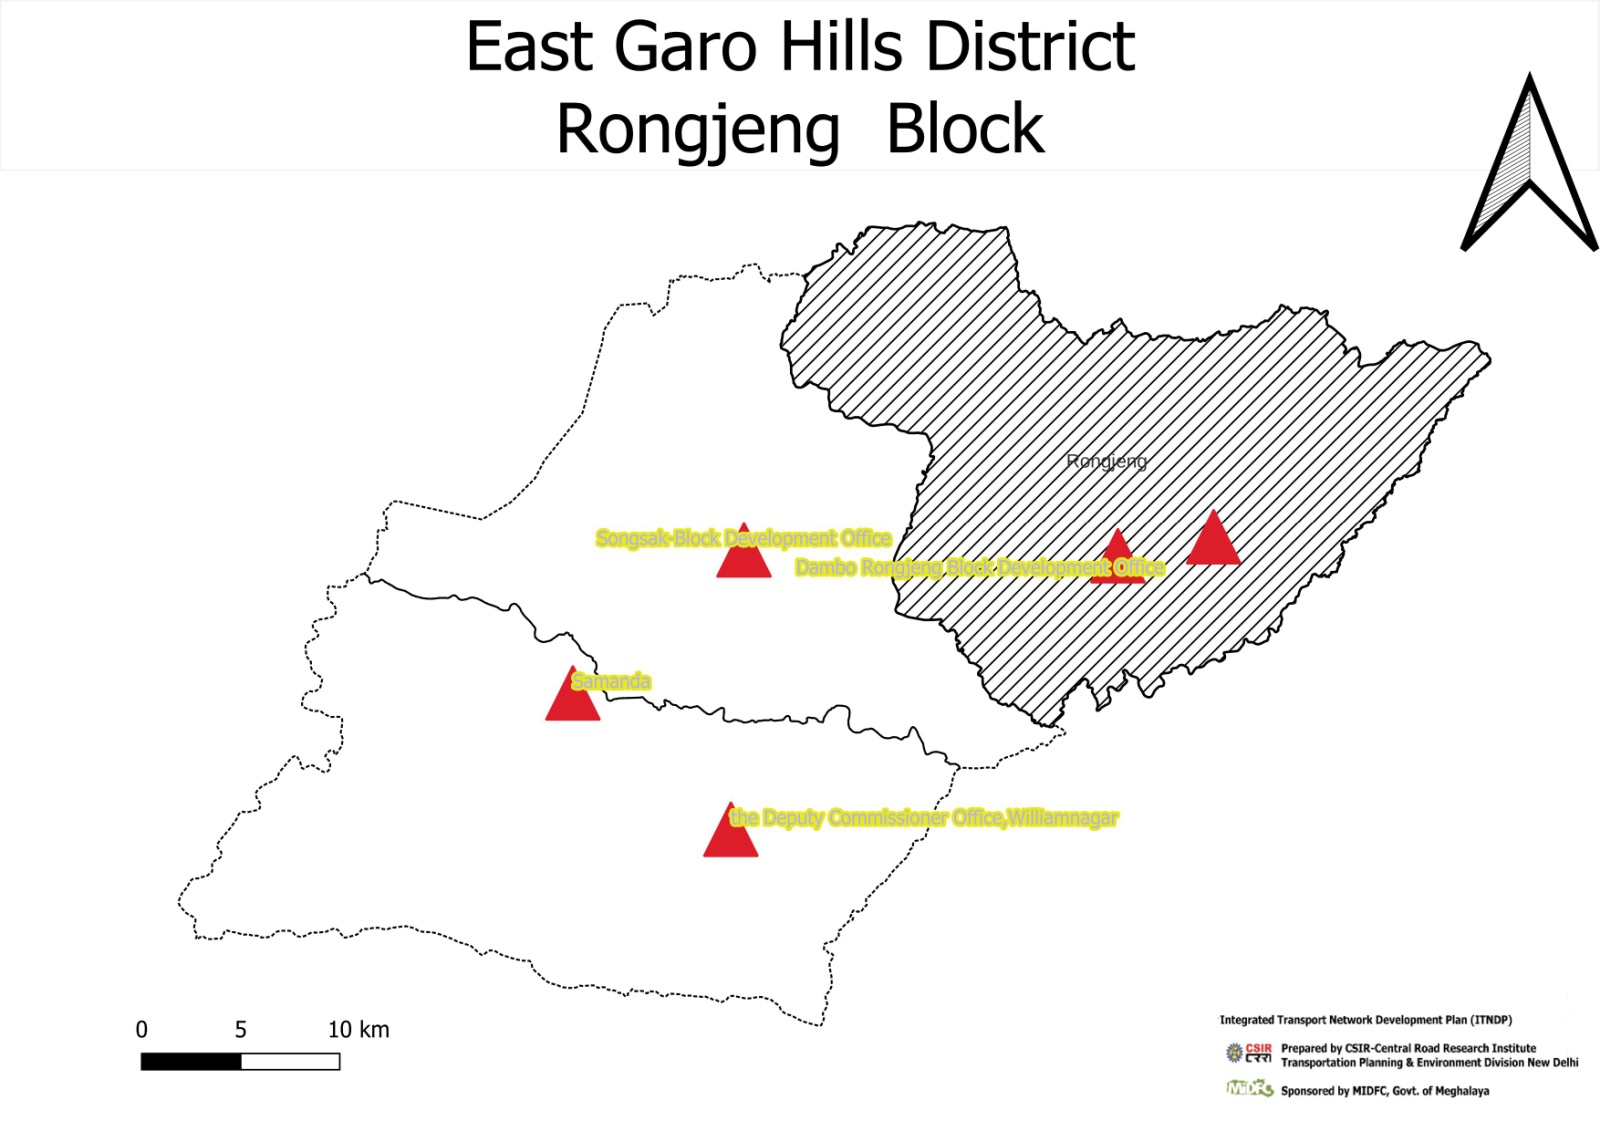 East Garo Hills District
Rongjeng Block
Rongjeng
Songsak-Block Development Office
Dambo Rongjeng Block Development Office
Samanda
the Deputy Commissioner Office,Williamnagar
0 5 10 km
Integrated Transport Network Development Plan (ITNDP)
CSIR
Prepared by CSIR-Central Road Research Institute
Transportation Planning & Environment Division New Delhi
MIDFC
Sponsored by MIDFC, Govt. of Meghalaya